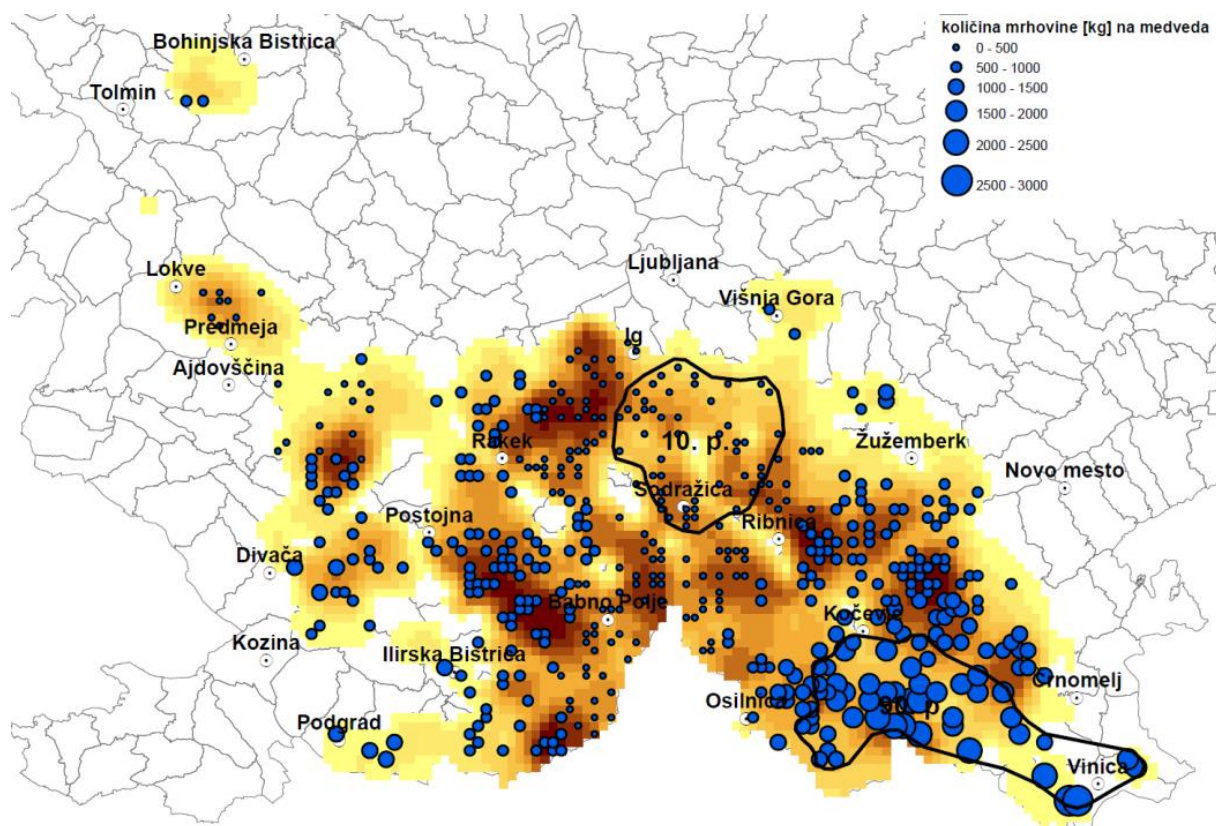 količina mrhovine [kg] na medveda
0 - 500
500 - 1000
1000 - 1500
1500 - 2000
2000 - 2500
2500 - 3000
Bohinjska Bistrica
Tolmin
Lokve
Ljubljana
Višnja Gora
Predmeja
Ig
Ajdovščina
Rakek
10. p.
Žužemberk
Novo mesto
Sodražica
Postojna
Ribnica
Divača
Babno Polje
Kočevje
Kozina
Ilirska Bistrica
Črnomelj
Osilnica
90. p
Podgrad
Vinica